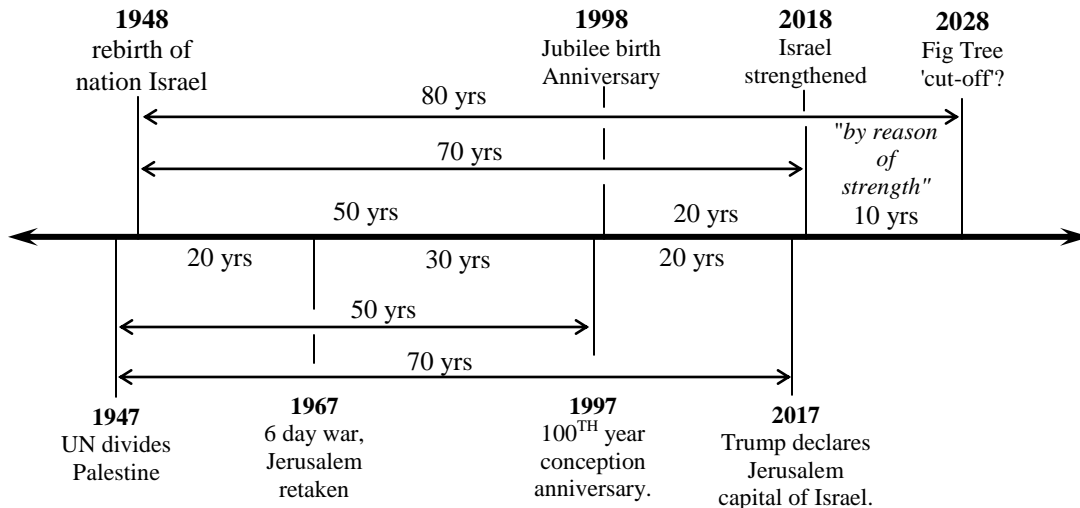 1948
rebirth of
nation Israel
1998
Jubilee birth
Anniversary
2018
Israel
strengthened
2028
Fig Tree
'cut-off'?
80 yrs
70 yrs
"by reason
of
strength"
50 yrs
20 yrs
10 yrs
20 yrs
30 yrs
20 yrs
50 yrs
70 yrs
1947
UN divides
Palestine
1967
6 day war,
Jerusalem
retaken
1997
100TH year
conception
anniversary.
2017
Trump declares
Jerusalem
capital of Israel.